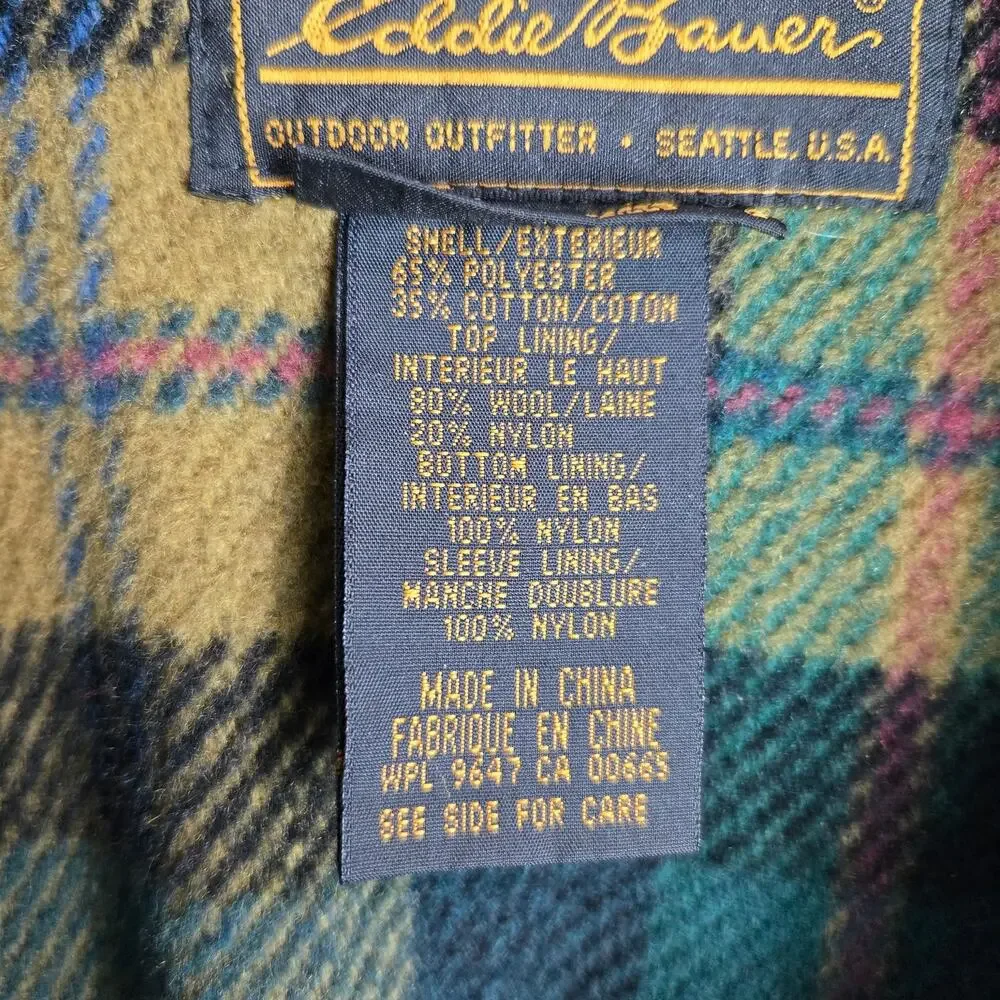 Eddie Bauer
OUTDOOR OUTFITTER · SEATTLE, U.S.A.
SHELL/EXTERIEUR
65% POLYESTER
35% COTTON/COTON
TOP LINING/
INTERIEUR LE HAUT
80% WOOL/LAINE
20% NYLON
BOTTOM LINING/
INTERIEUR EN BAS
100% NYLON
SLEEVE LINING/
MANCHE DOUBLURE
100% NYLON
MADE IN CHINA
FABRIQUE EN CHINE
WPL 9647 CA 00665
SEE SIDE FOR CARE